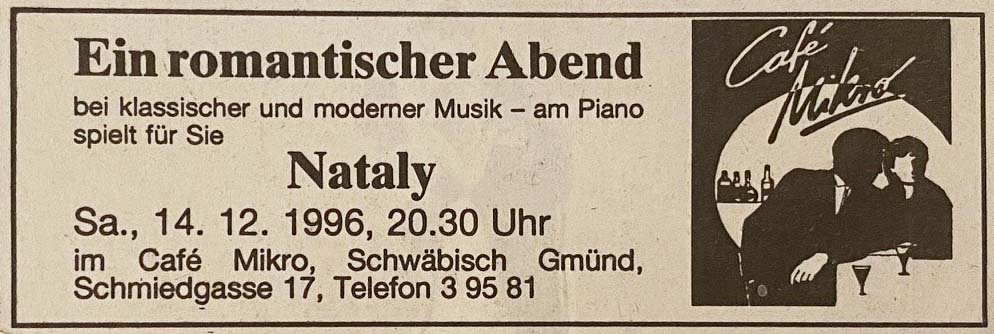 Ein romantischer Abend
bei klassischer und moderner Musik – am Piano
spielt für Sie
Nataly
Sa., 14. 12. 1996, 20.30 Uhr
im Café Mikro, Schwäbisch Gmünd,
Schmiedgasse 17, Telefon 3 95 81
Café
Mikro